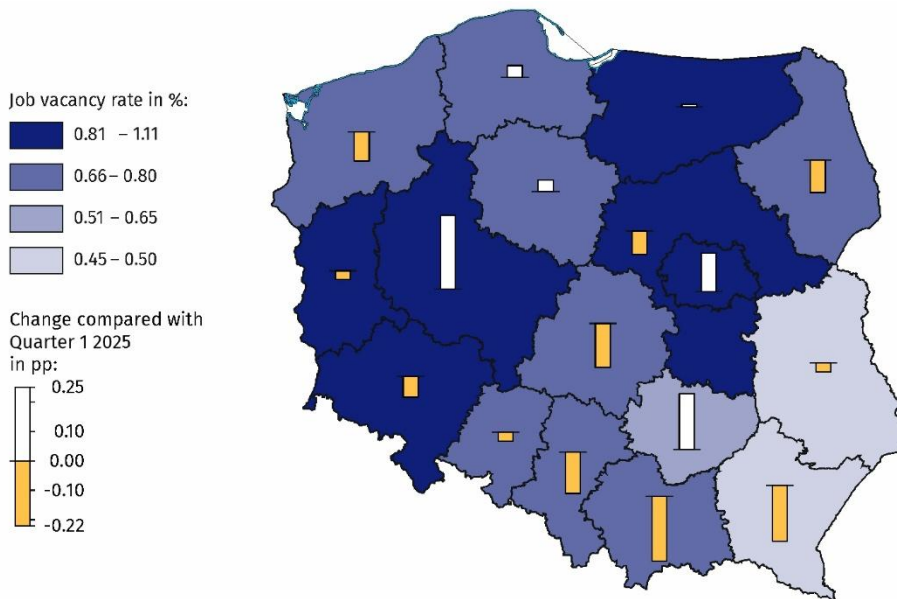 Job vacancy rate in %:
0.81 – 1.11
0.66 – 0.80
0.51 – 0.65
0.45 – 0.50
Change compared with
Quarter 1 2025
in pp:
0.25
0.10
0.00
-0.10
-0.22